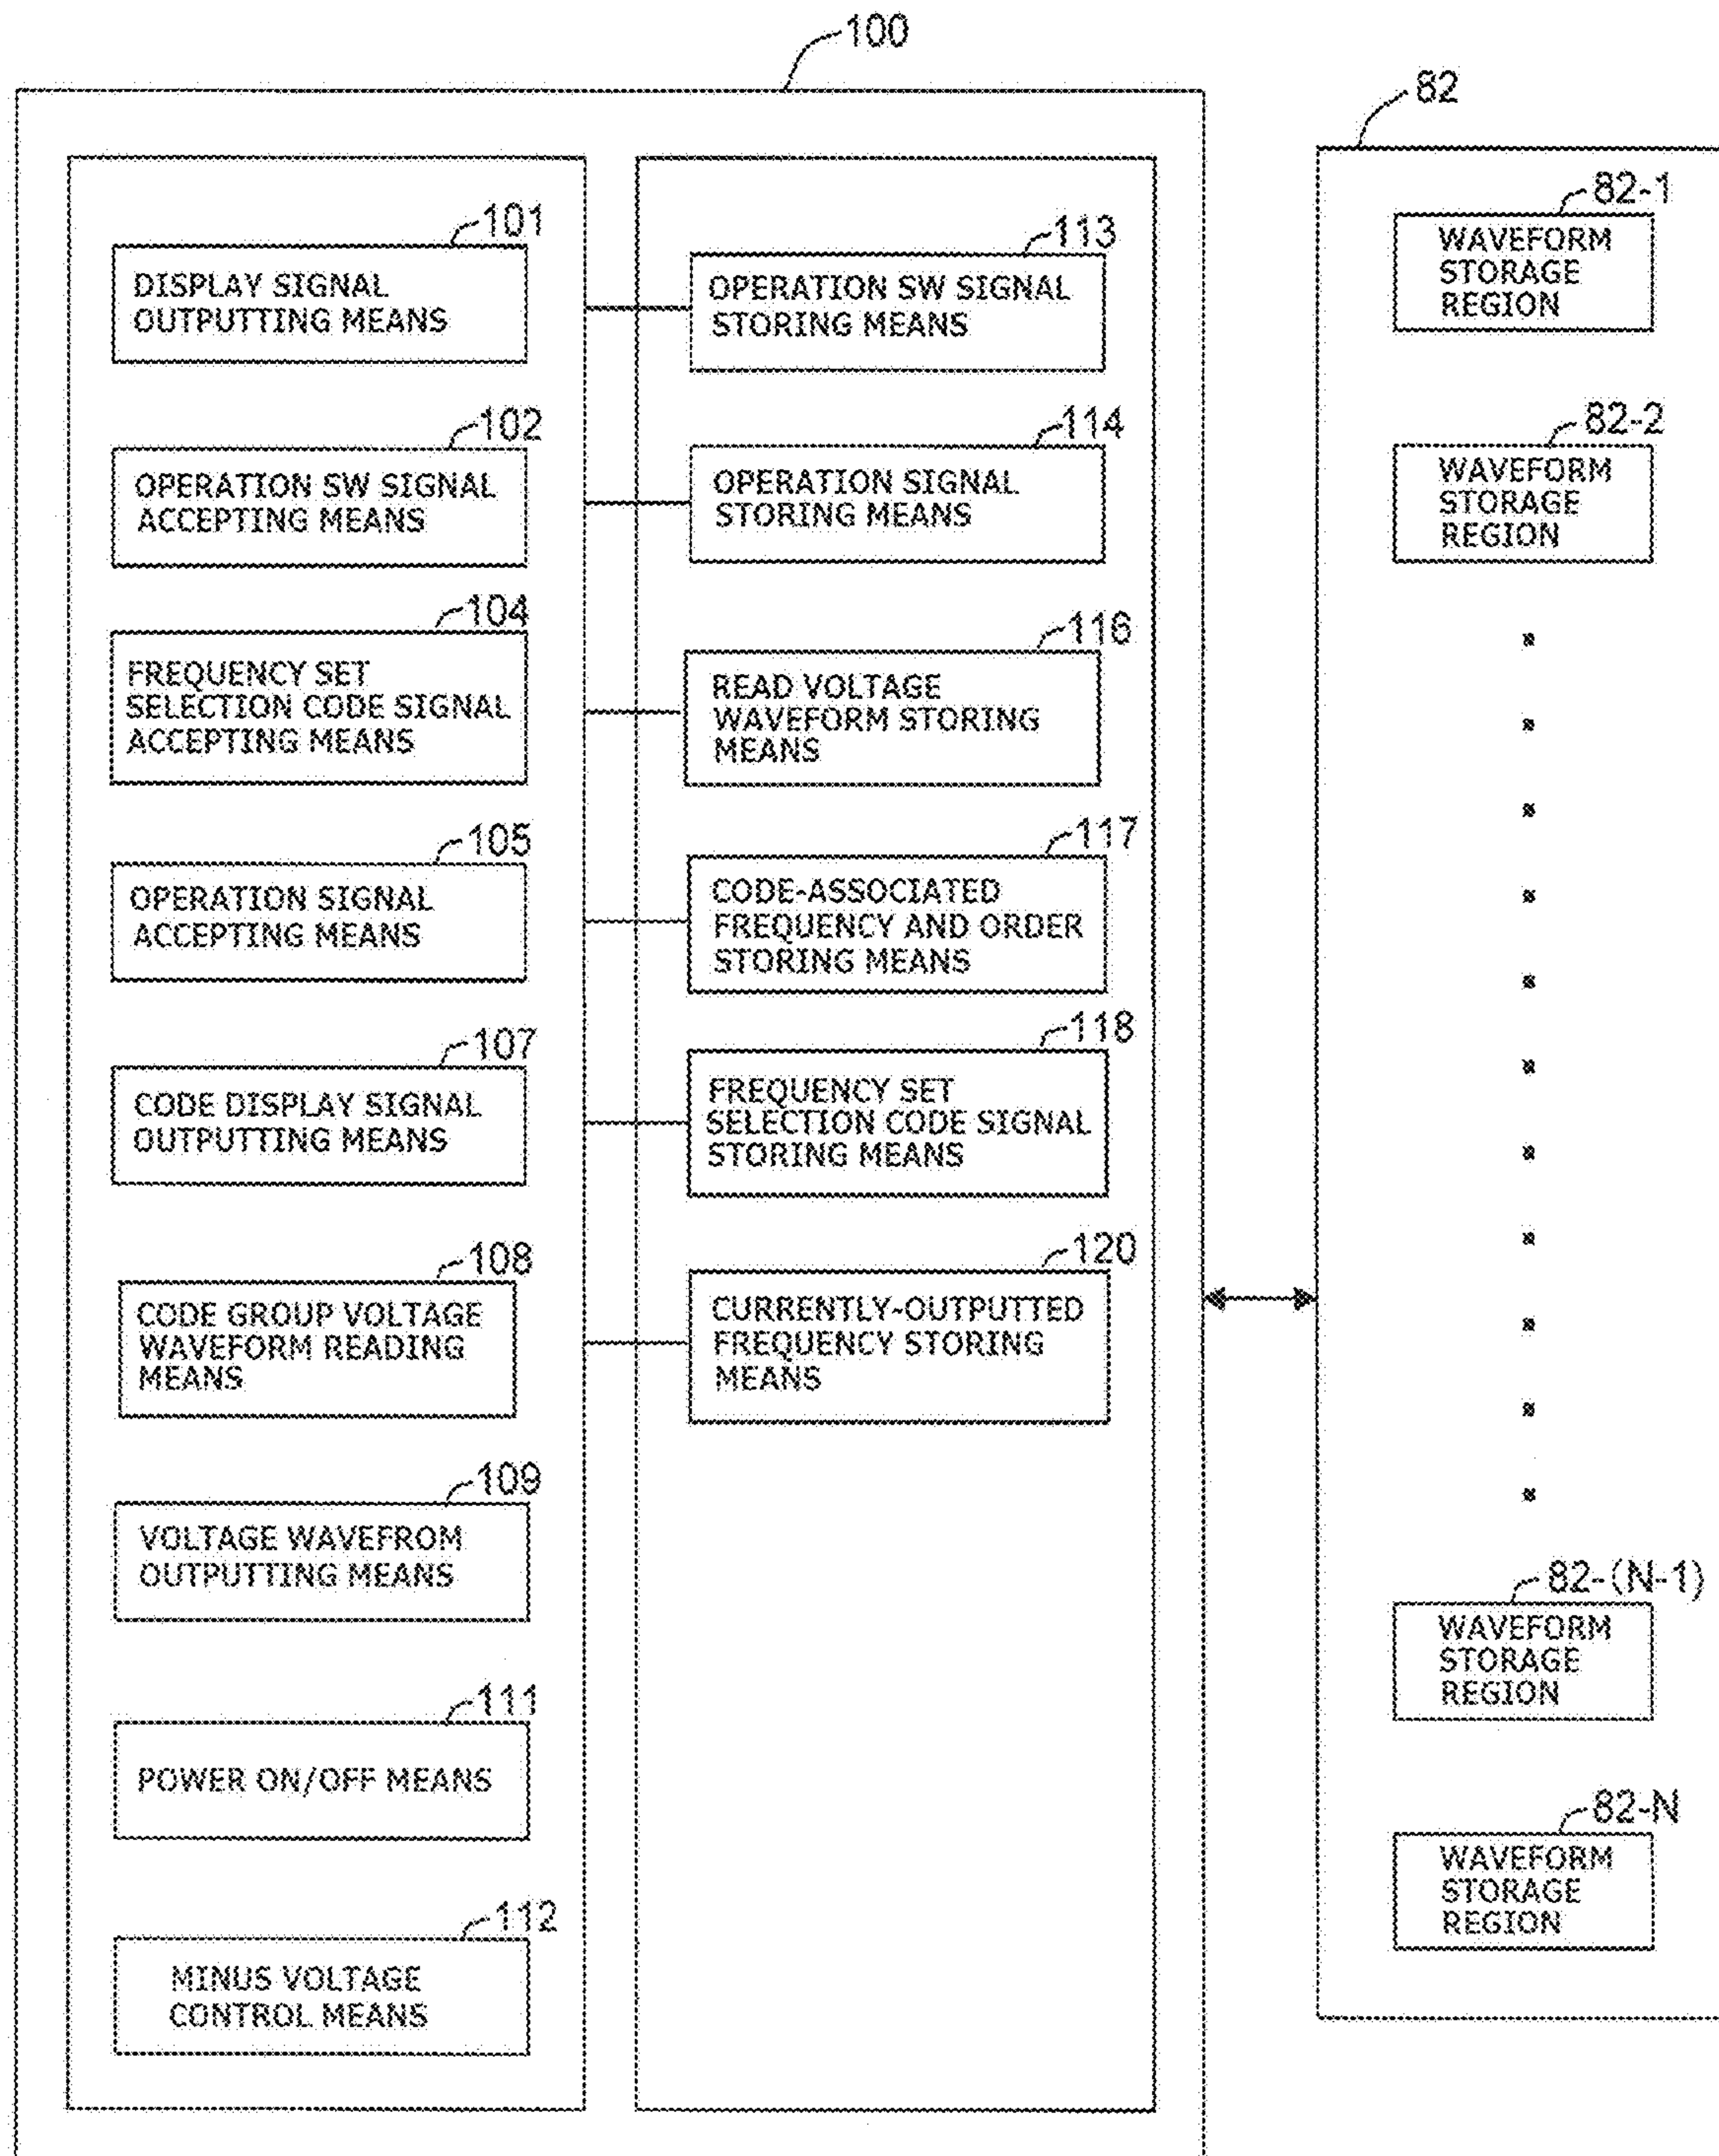 100
82
101
DISPLAY SIGNAL
OUTPUTTING MEANS
102
OPERATION SW SIGNAL
ACCEPTING MEANS
104
FREQUENCY SET
SELECTION CODE SIGNAL
ACCEPTING MEANS
105
OPERATION SIGNAL
ACCEPTING MEANS
107
CODE DISPLAY SIGNAL
OUTPUTTING MEANS
108
CODE GROUP VOLTAGE
WAVEFORM READING
MEANS
109
VOLTAGE WAVEFROM
OUTPUTTING MEANS
111
POWER ON/OFF MEANS
112
MINUS VOLTAGE
CONTROL MEANS
113
OPERATION SW SIGNAL
STORING MEANS
114
OPERATION SIGNAL
STORING MEANS
116
READ VOLTAGE
WAVEFORM STORING
MEANS
117
CODE-ASSOCIATED
FREQUENCY AND ORDER
STORING MEANS
118
FREQUENCY SET
SELECTION CODE SIGNAL
STORING MEANS
120
CURRENTLY-OUTPUTTED
FREQUENCY STORING
MEANS
82-1
WAVEFORM
STORAGE
REGION
82-2
WAVEFORM
STORAGE
REGION
82-(N-1)
WAVEFORM
STORAGE
REGION
82-N
WAVEFORM
STORAGE
REGION